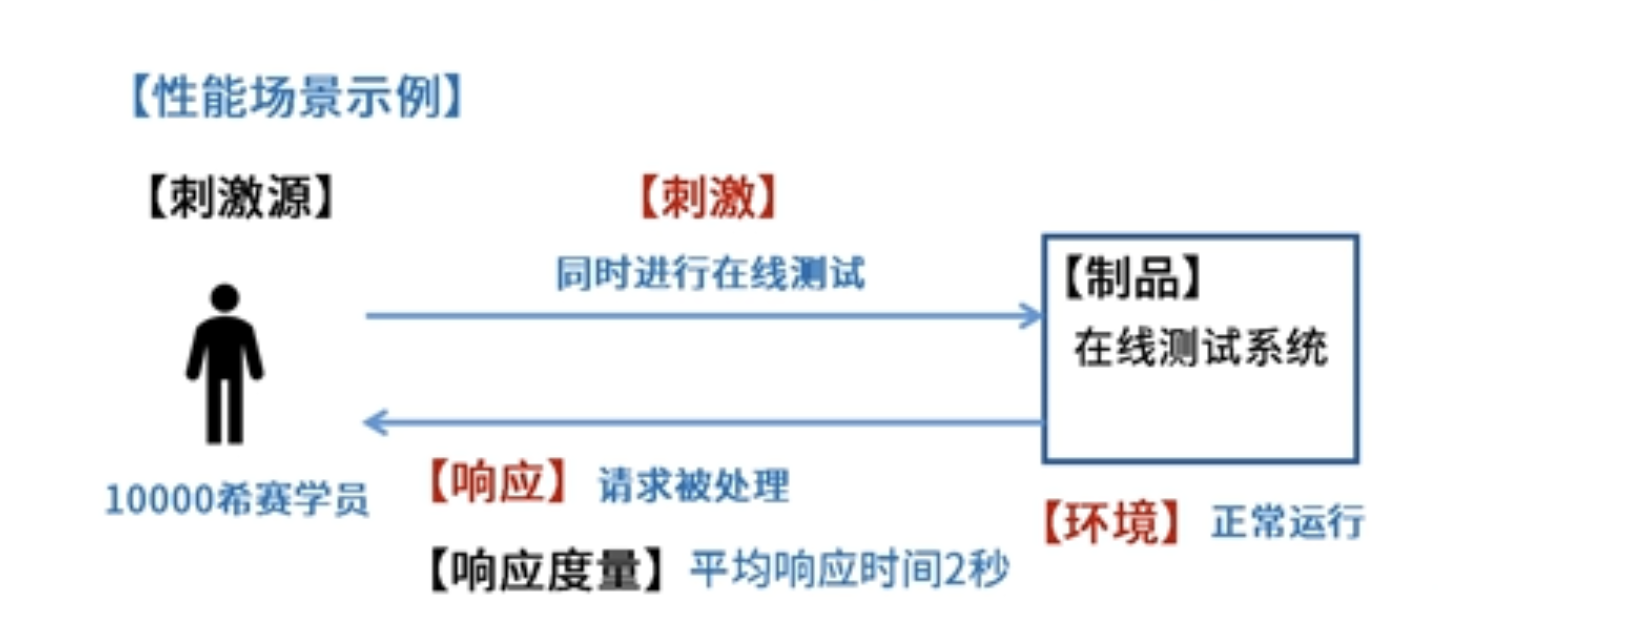 【性能场景示例】
【刺激源】
【刺激】
同时进行在线测试
【制品】
在线测试系统
10000希赛学员
【响应】 请求被处理
【环境】 正常运行
【响应度量】 平均响应时间2秒